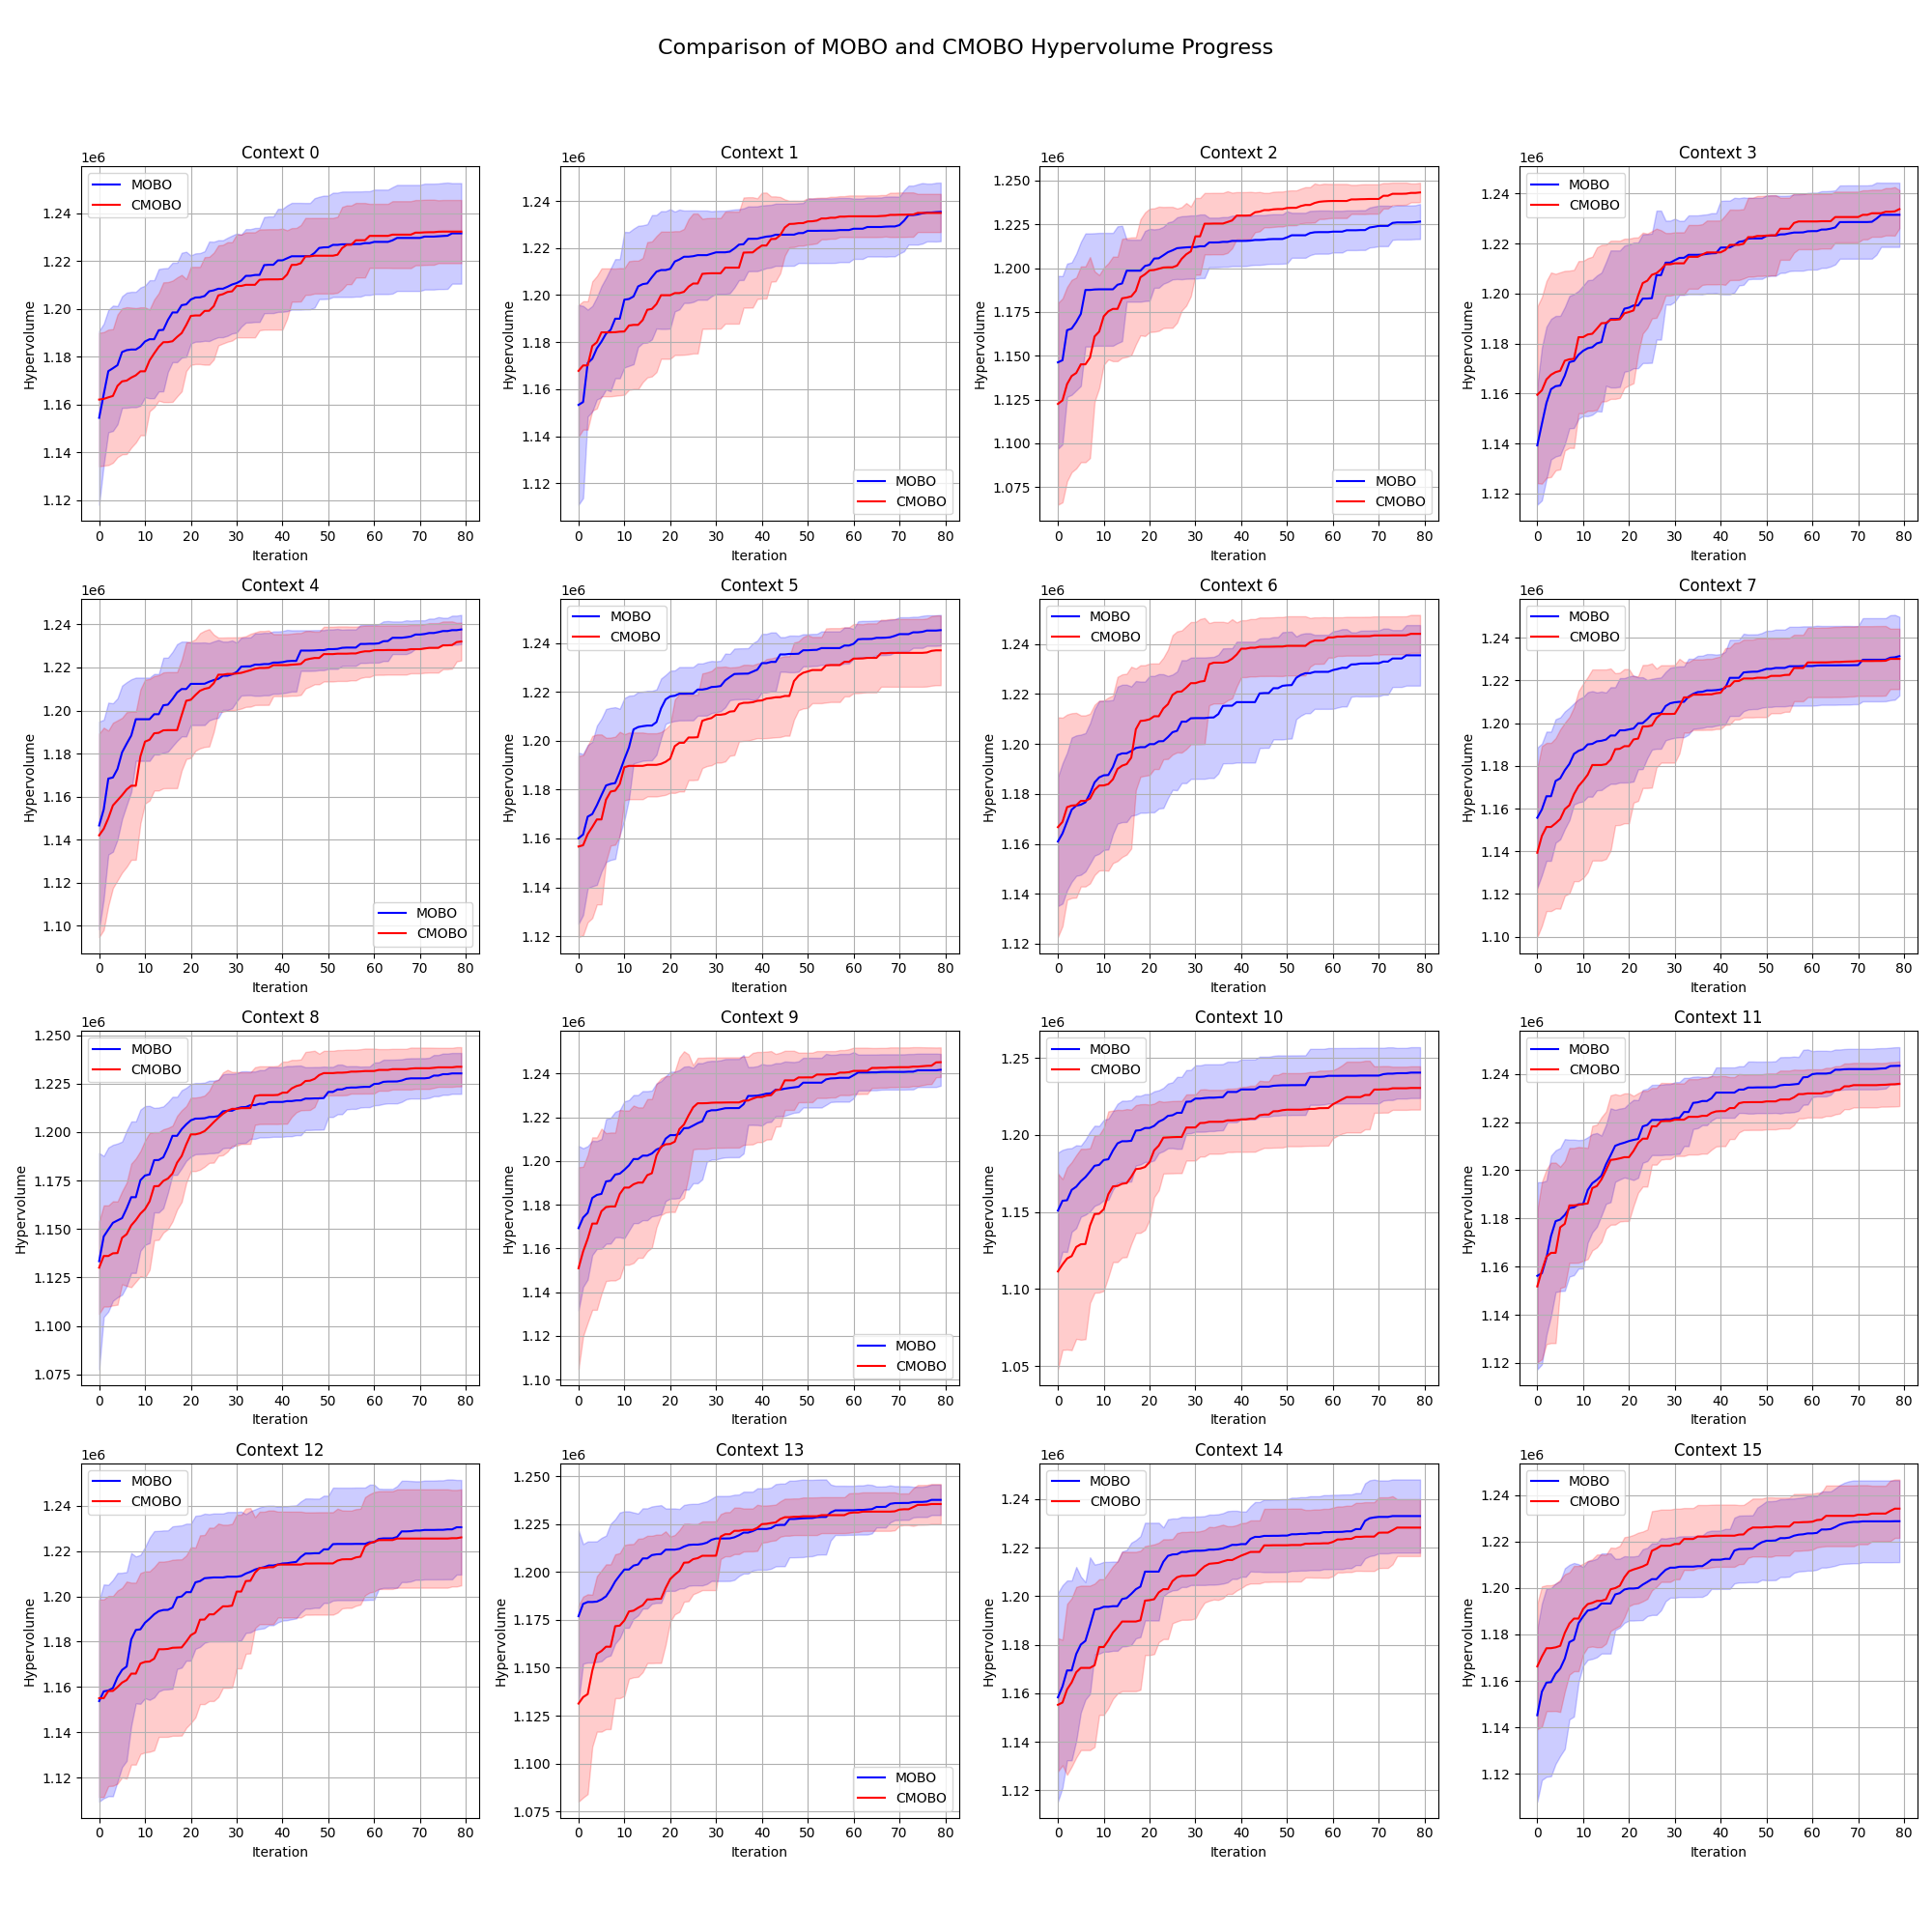 Comparison of MOBO and CMOBO Hypervolume Progress
Context 0
1e6
MOBO
CMOBO
Hypervolume
1.24
1.22
1.20
1.18
1.16
1.14
1.12
0 10 20 30 40 50 60 70 80
Iteration
Context 1
1e6
MOBO
CMOBO
Hypervolume
1.24
1.22
1.20
1.18
1.16
1.14
1.12
0 10 20 30 40 50 60 70 80
Iteration
Context 2
1e6
MOBO
CMOBO
Hypervolume
1.250
1.225
1.200
1.175
1.150
1.125
1.100
1.075
0 10 20 30 40 50 60 70 80
Iteration
Context 3
1e6
MOBO
CMOBO
Hypervolume
1.24
1.22
1.20
1.18
1.16
1.14
1.12
0 10 20 30 40 50 60 70 80
Iteration
Context 4
1e6
MOBO
CMOBO
Hypervolume
1.24
1.22
1.20
1.18
1.16
1.14
1.12
1.10
0 10 20 30 40 50 60 70 80
Iteration
Context 5
1e6
MOBO
CMOBO
Hypervolume
1.24
1.22
1.20
1.18
1.16
1.14
1.12
0 10 20 30 40 50 60 70 80
Iteration
Context 6
1e6
MOBO
CMOBO
Hypervolume
1.24
1.22
1.20
1.18
1.16
1.14
1.12
0 10 20 30 40 50 60 70 80
Iteration
Context 7
1e6
MOBO
CMOBO
Hypervolume
1.24
1.22
1.20
1.18
1.16
1.14
1.12
1.10
0 10 20 30 40 50 60 70 80
Iteration
Context 8
1e6
MOBO
CMOBO
Hypervolume
1.250
1.225
1.200
1.175
1.150
1.125
1.100
1.075
0 10 20 30 40 50 60 70 80
Iteration
Context 9
1e6
MOBO
CMOBO
Hypervolume
1.24
1.22
1.20
1.18
1.16
1.14
1.12
1.10
0 10 20 30 40 50 60 70 80
Iteration
Context 10
1e6
MOBO
CMOBO
Hypervolume
1.25
1.20
1.15
1.10
1.05
0 10 20 30 40 50 60 70 80
Iteration
Context 11
1e6
MOBO
CMOBO
Hypervolume
1.24
1.22
1.20
1.18
1.16
1.14
1.12
0 10 20 30 40 50 60 70 80
Iteration
Context 12
1e6
MOBO
CMOBO
Hypervolume
1.24
1.22
1.20
1.18
1.16
1.14
1.12
0 10 20 30 40 50 60 70 80
Iteration
Context 13
1e6
MOBO
CMOBO
Hypervolume
1.250
1.225
1.200
1.175
1.150
1.125
1.100
1.075
0 10 20 30 40 50 60 70 80
Iteration
Context 14
1e6
MOBO
CMOBO
Hypervolume
1.24
1.22
1.20
1.18
1.16
1.14
1.12
0 10 20 30 40 50 60 70 80
Iteration
Context 15
1e6
MOBO
CMOBO
Hypervolume
1.24
1.22
1.20
1.18
1.16
1.14
1.12
0 10 20 30 40 50 60 70 80
Iteration